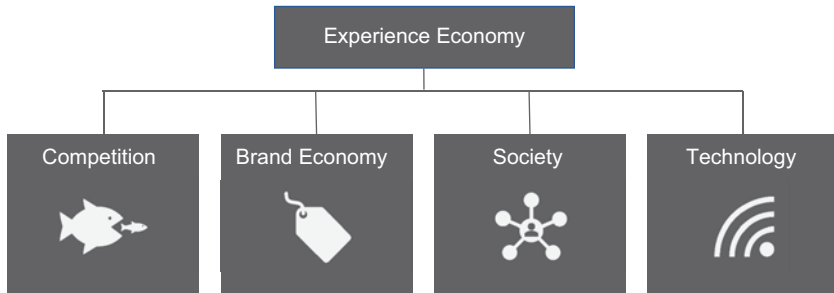 Experience Economy
Competition
Brand Economy
Society
Technology